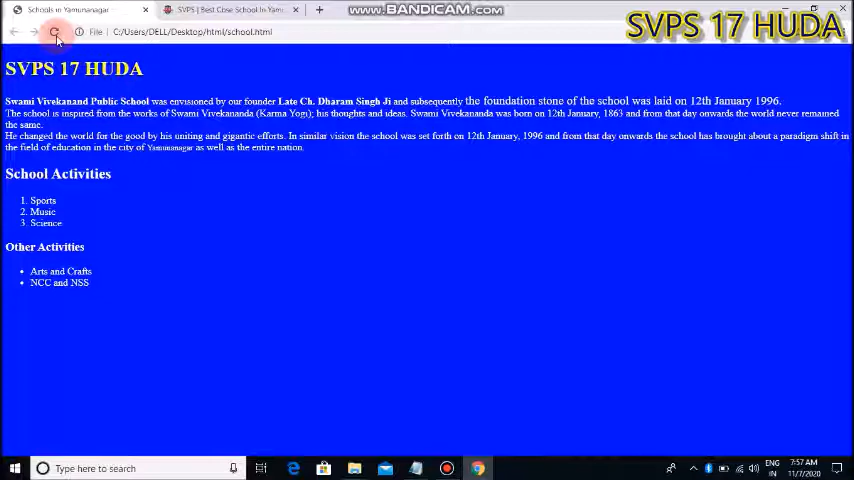 Schools in Yamunanagar
SVPS | Best Cbse School In Yam
www.BANDICAM.com
SVPS 17 HUDA
File | C:/Users/DELL/Desktop/html/school.html
SVPS 17 HUDA
Swami Vivekanand Public School was envisioned by our founder Late Ch. Dharam Singh Ji and subsequently the foundation stone of the school was laid on 12th January 1996.
The school is inspired from the works of Swami Vivekananda (Karma Yogi); his thoughts and ideas. Swami Vivekananda was born on 12th January, 1863 and from that day onwards the world never remained
the same.
He changed the world for the good by his uniting and gigantic efforts. In similar vision the school was set forth on 12th January, 1996 and from that day onwards the school has brought about a paradigm shift in
the field of education in the city of Yamunanagar as well as the entire nation.
School Activities
1. Sports
2. Music
3. Science
Other Activities
• Arts and Crafts
• NCC and NSS
Type here to search
ENG
IN
7:57 AM
11/7/2020